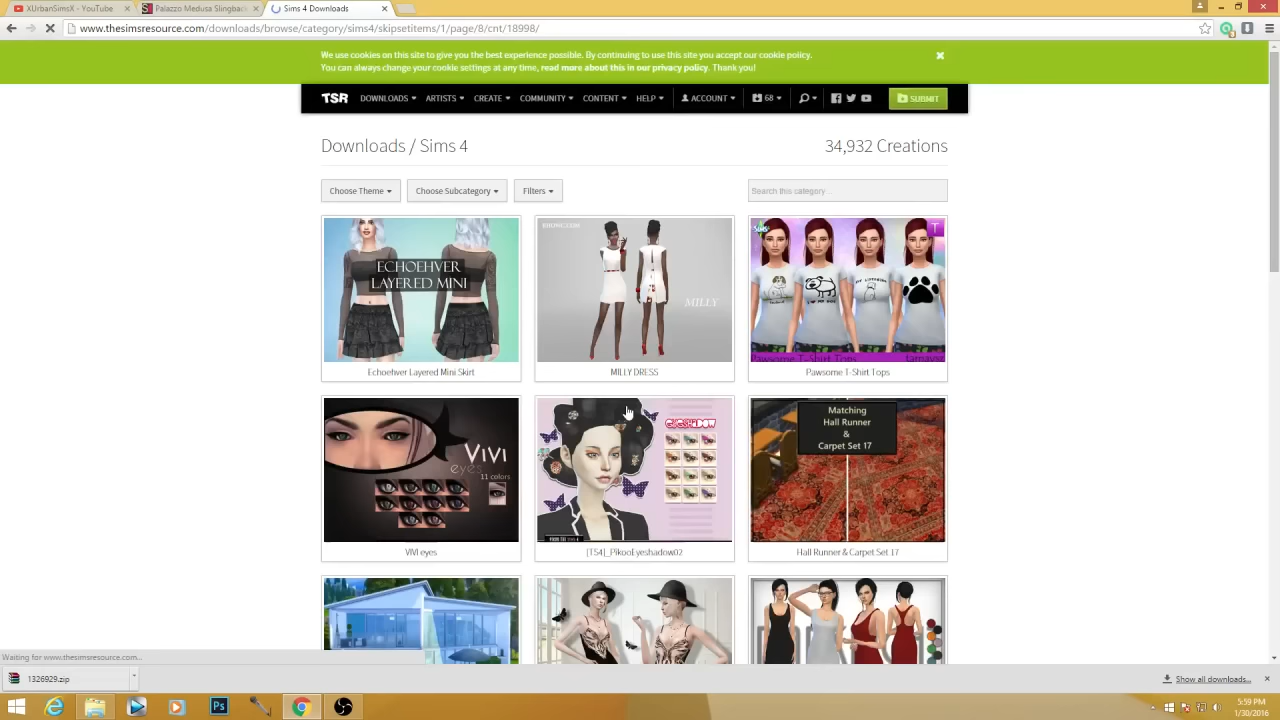 XUrbanSimsX - YouTube
Palazzo Medusa Slingback
Sims 4 Downloads
www.thesimsresource.com/downloads/browse/category/sims4/skipsetitems/1/page/8/cnt/18998/
We use cookies on this site to give you the best experience possible. By continuing to use this site you accept our cookie policy.
You can always change your cookie settings at any time, read more about this in our privacy policy. Thank you!
TSR
DOWNLOADS
ARTISTS
CREATE
COMMUNITY
CONTENT
HELP
ACCOUNT
68
SUBMIT
Downloads / Sims 4
34,932 Creations
Choose Theme
Choose Subcategory
Filters
Search this category...
ECHOEHVER
LAYERED MINI
MILLY
T
Pawsome T-Shirt Tops
Echoehver Layered Mini Skirt
MILLY DRESS
Pawsome T-Shirt Tops
VIVI
eyes
11 colors
Matching
Hall Runner
&
Carpet Set 17
VIVI eyes
[T54]_PikooEyeshadow02
Hall Runner & Carpet Set 17
Waiting for www.thesimsresource.com...
1326929.zip
Show all downloads...
Ps
5:59 PM
1/30/2016